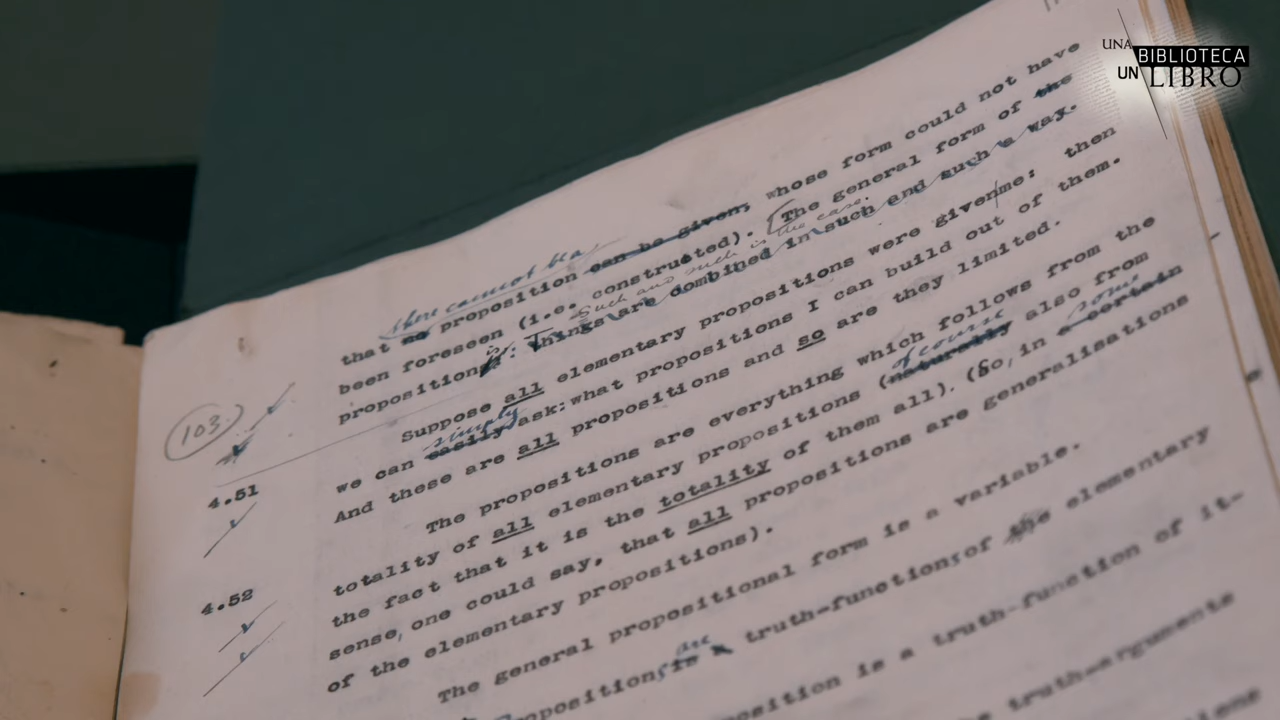 UNA BIBLIOTECA
UN LIBRO
there cannot be a
that no proposition can be given, whose form could not have
been foreseen (i.e. constructed). [The general form of the
Such and such is the case.
proposition is: Things are combined in such and such a way.
Suppose all elementary propositions were given me: then
simply
we can easily ask: what propositions I can build out of them.
And these are all propositions and so are they limited.
103
4.51
The propositions are everything which follows from the
of course
totality of all elementary propositions (naturally also from
some
the fact that it is the totality of them all). (So, in a certain
sense, one could say, that all propositions are generalisations
of the elementary propositions).
4.52
The general propositional form is a variable.
are
propositions is a truth-functions of the elementary
position is a truth-function of it-
the truth-arguments